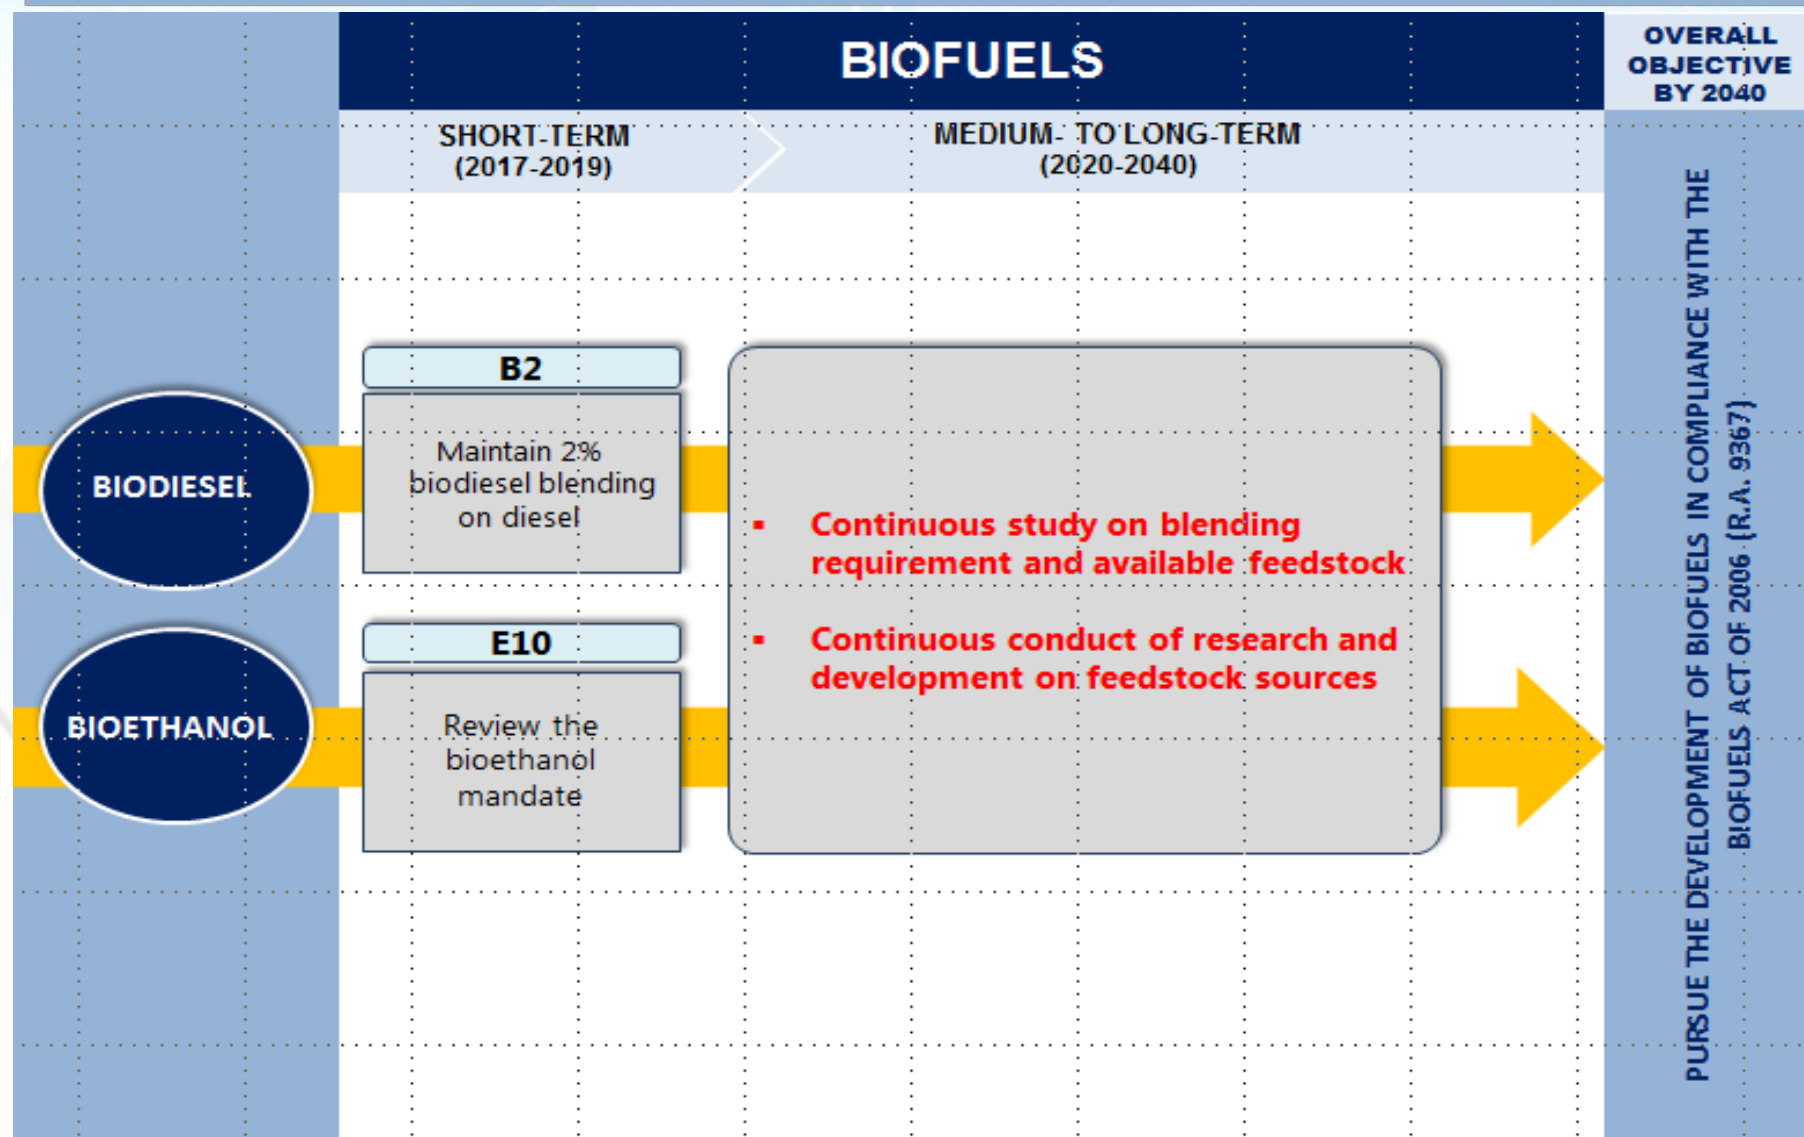 BIOFUELS
OVERALL
OBJECTIVE
BY 2040
SHORT-TERM
(2017-2019)
MEDIUM- TO LONG-TERM
(2020-2040)
BIODIESEL
B2
Maintain 2%
biodiesel blending
on diesel
BIOETHANOL
E10
Review the
bioethanol
mandate
▪ Continuous study on blending
requirement and available feedstock
▪ Continuous conduct of research and
development on feedstock sources
PURSUE THE DEVELOPMENT OF BIOFUELS IN COMPLIANCE WITH THE
BIOFUELS ACT OF 2006 (R.A. 9367)